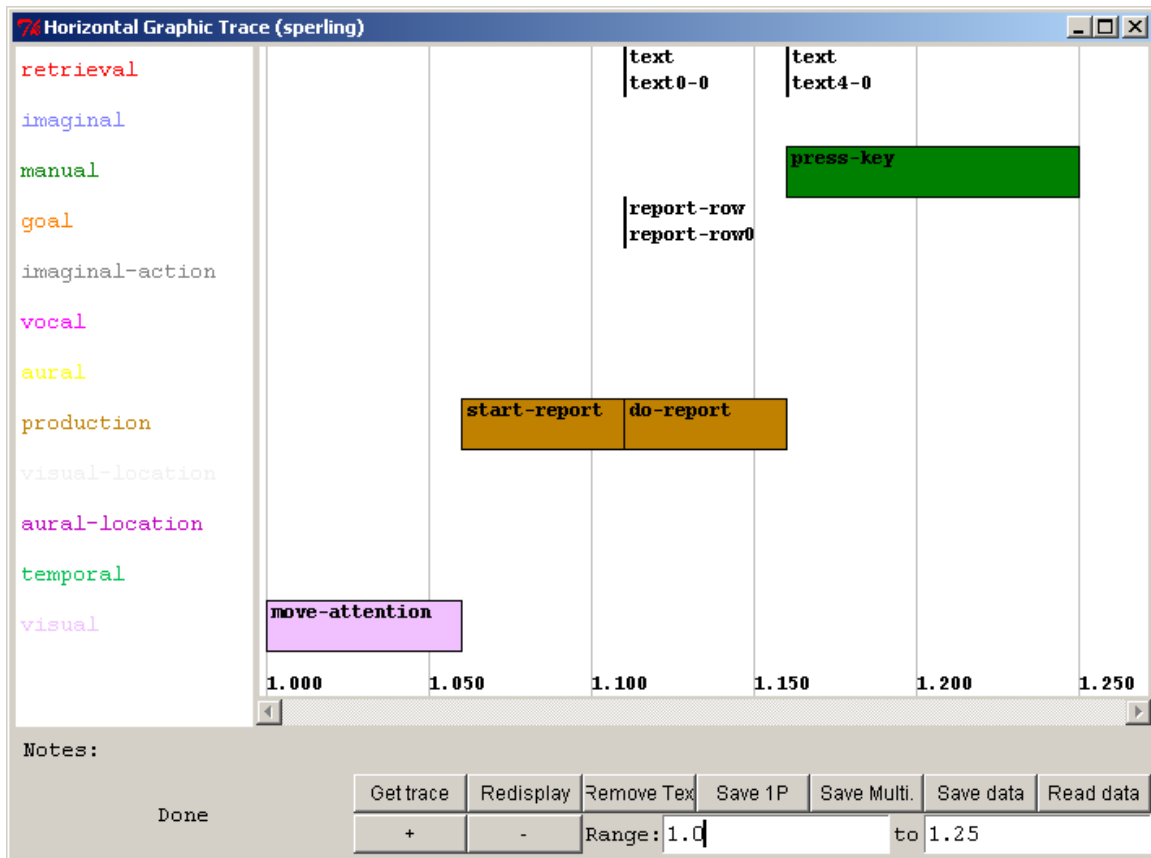 Horizontal Graphic Trace (sperling)
retrieval
text
text0-0
text
text4-0
imaginal
manual
press-key
goal
report-row
report-row0
imaginal-action
vocal
aural
production
start-report
do-report
visual-location
aural-location
temporal
visual
move-attention
1.000 1.050 1.100 1.150 1.200 1.250
Notes:
Done
Get trace Redisplay Remove Tex Save 1P Save Multi. Save data Read data
+ - Range: 1.0 to 1.25